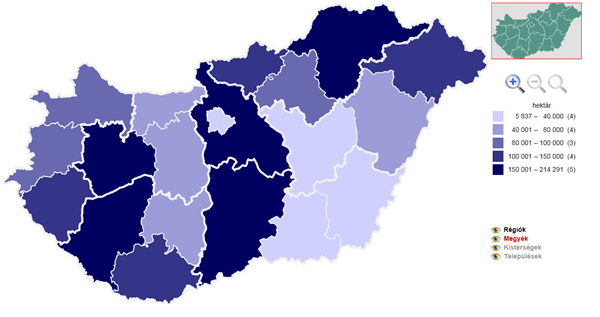 hektár
5 837 – 40 000 (4)
40 001 – 80 000 (4)
80 001 – 100 000 (3)
100 001 – 150 000 (4)
150 001 – 214 291 (5)
Régiók
Megyék
Kistérségek
Települések